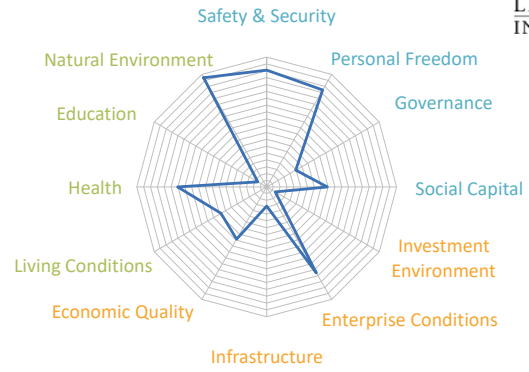 Safety & Security
Natural Environment
Personal Freedom
Education
Governance
Health
Social Capital
Investment
Environment
Living Conditions
Economic Quality
Enterprise Conditions
Infrastructure